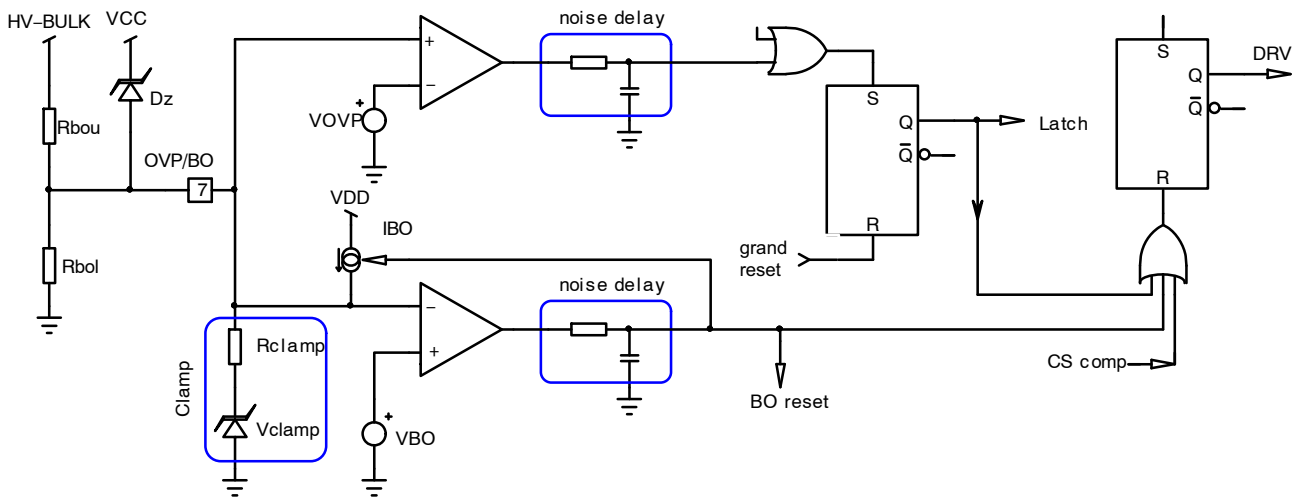 HV−BULK
VCC
noise delay
S
DRV
Q
Dz
+
−
Rbou
VOVP
+
S
Q
Q
Latch
Q
OVP/BO
7
R
VDD
IBO
R
grand
reset
Rbol
noise delay
−
+
Rclamp
Clamp
CS comp
BO reset
+
Vclamp
VBO